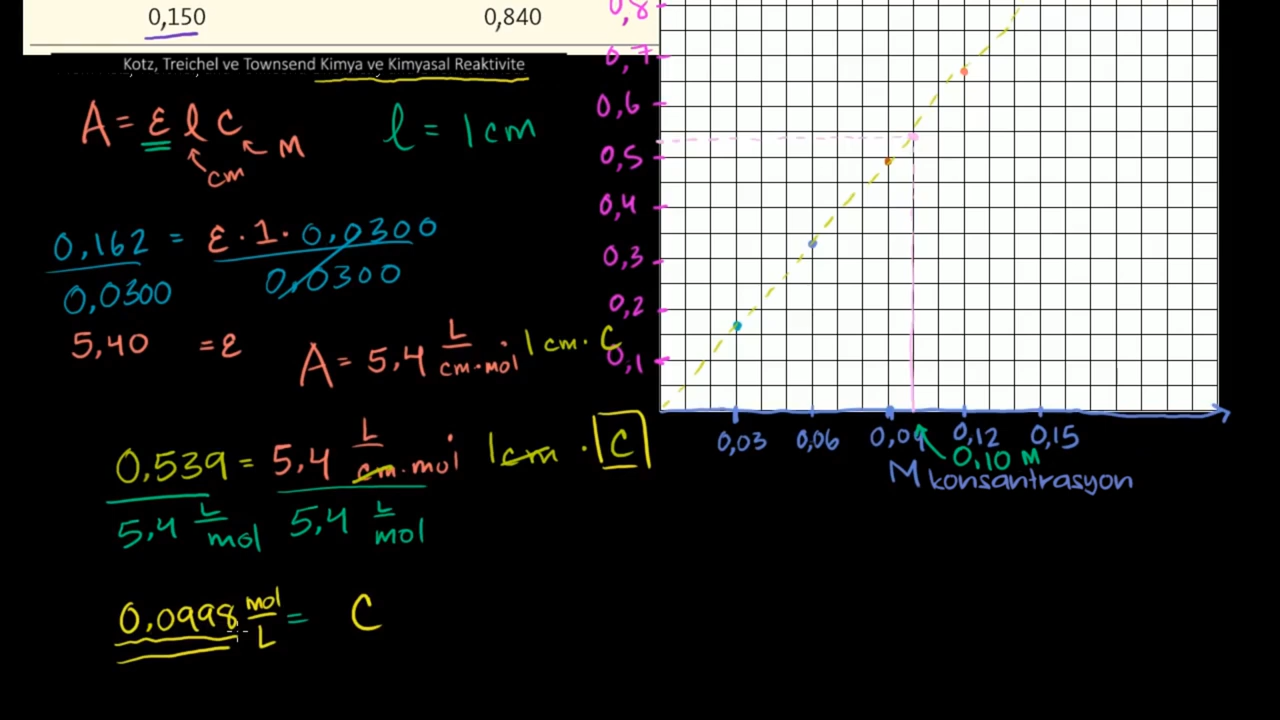 0,150 0,840
Kotz, Treichel ve Townsend Kimya ve Kimyasal Reaktivite
A = ε l c
cm
M
l = 1 cm
0,162 = ε · 1 · 0,0300
0,0300 0,0300
5,40 = ε
A = 5,4 L/cm·mol · 1 cm · C
0,539 = 5,4 L/cm·mol · 1 cm · C
5,4 L/mol 5,4 L/mol
0,0998 mol/L = C
0,8
0,7
0,6
0,5
0,4
0,3
0,2
0,1
0,03 0,06 0,09 0,12 0,15
0,10 M
M konsantrasyon